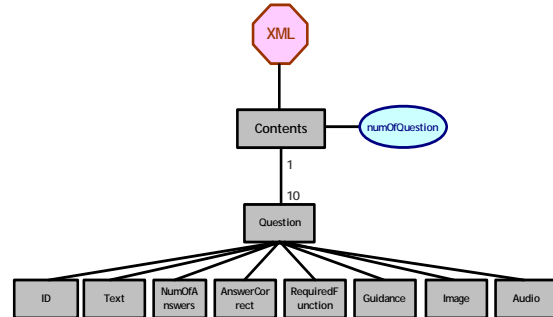 XML
Contents
numOfQuestion
1
10
Question
ID
Text
NumOfA
nswers
AnswerCor
rect
RequiredF
unction
Guidance
Image
Audio